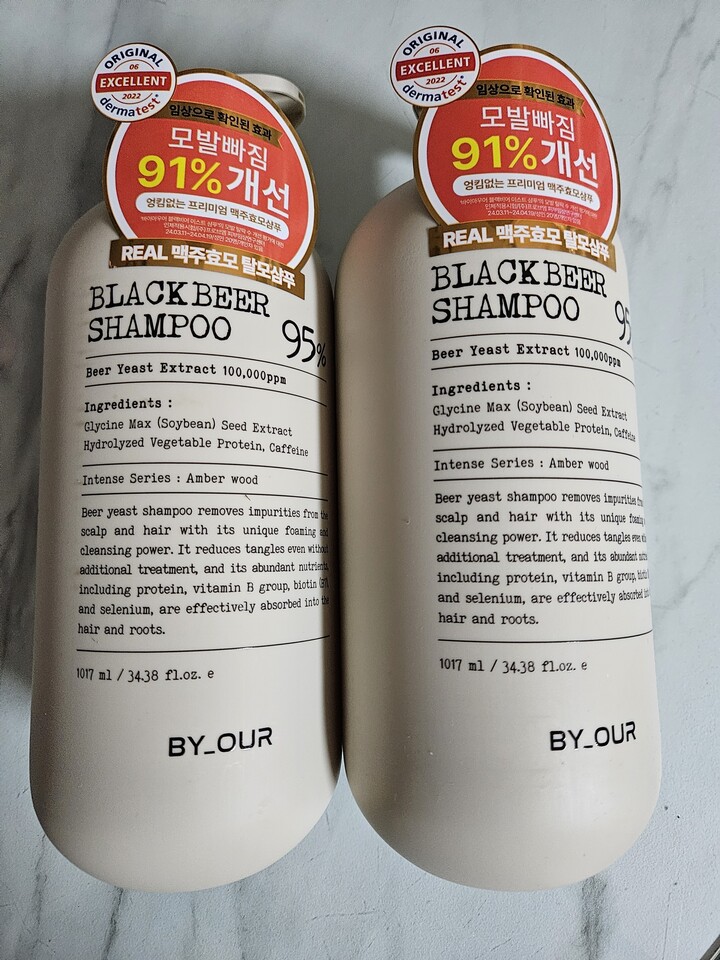 ORIGINAL
06
EXCELLENT
2022
dermatest®
임상으로 확인된 효과
모발빠짐
91%개선
엉킴없는 프리미엄 맥주효모샴푸
REAL 맥주효모 탈모샴푸
BLACK BEER
SHAMPOO
95%
Beer Yeast Extract 100,000ppm
Ingredients :
Glycine Max (Soybean) Seed Extract
Hydrolyzed Vegetable Protein, Caffeine
Intense Series : Amber wood
Beer yeast shampoo removes impurities from the
scalp and hair with its unique foaming and
cleansing power. It reduces tangles even without
additional treatment, and its abundant nutrients,
including protein, vitamin B group, biotin
and selenium, are effectively absorbed into the
hair and roots.
1017 ml / 34.38 fl.oz. e
BY_OUR
ORIGINAL
06
EXCELLENT
2022
dermatest®
임상으로 확인된 효과
모발빠짐
91%개선
엉킴없는 프리미엄 맥주효모샴푸
REAL 맥주효모 탈모샴푸
BLACK BEER
SHAMPOO
95
Beer Yeast Extract 100,000ppm
Ingredients :
Glycine Max (Soybean) Seed Extract
Hydrolyzed Vegetable Protein, Caffeine
Intense Series : Amber wood
Beer yeast shampoo removes impurities
scalp and hair with its unique foaming
cleansing power. It reduces tangles even
additional treatment, and its abundant
including protein, vitamin B group,
and selenium, are effectively absorbed
hair and roots.
1017 ml / 34.38 fl.oz. e
BY_OUR